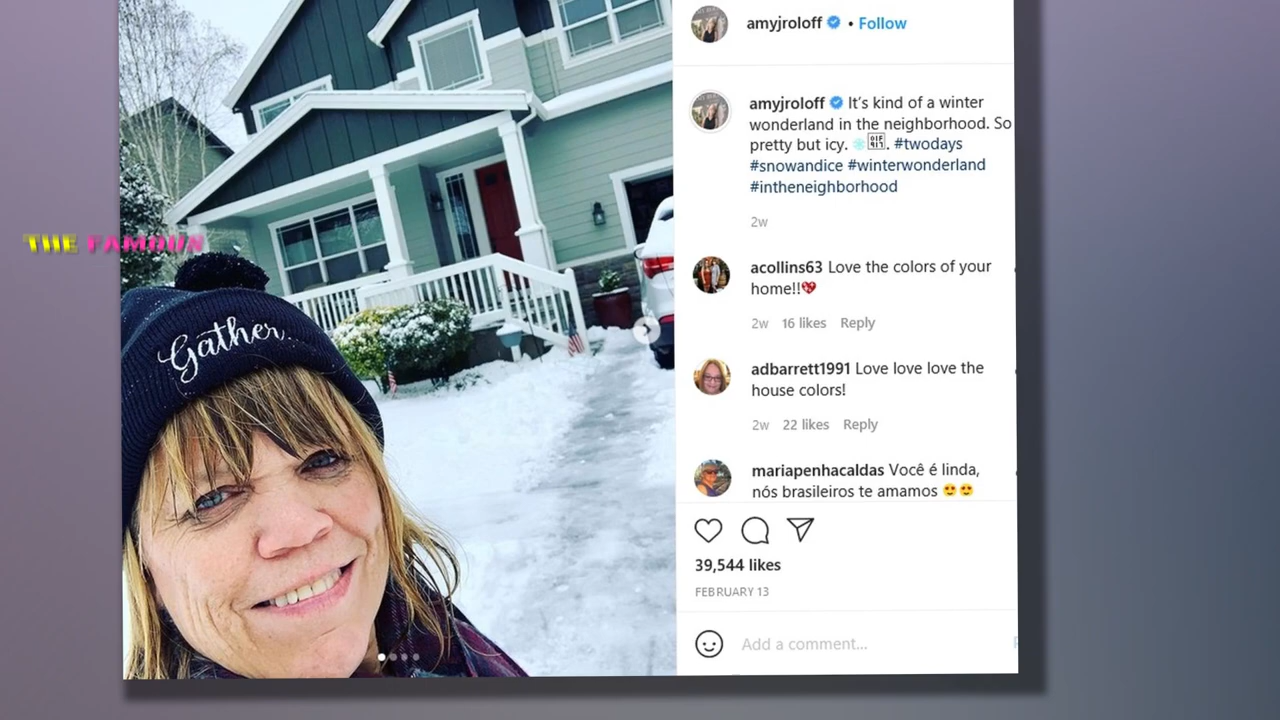 amyjroloff • Follow
amyjroloff It’s kind of a winter
wonderland in the neighborhood. So
pretty but icy. ❄️. #twodays
#snowandice #winterwonderland
#intheneighborhood
2w
THE FAMOUN
acollins63 Love the colors of your
home!!💖
2w 16 likes Reply
Gather
adbarrett1991 Love love love the
house colors!
2w 22 likes Reply
mariapenhacaldas Você é linda,
nós brasileiros te amamos 😍😍
39,544 likes
FEBRUARY 13
Add a comment...